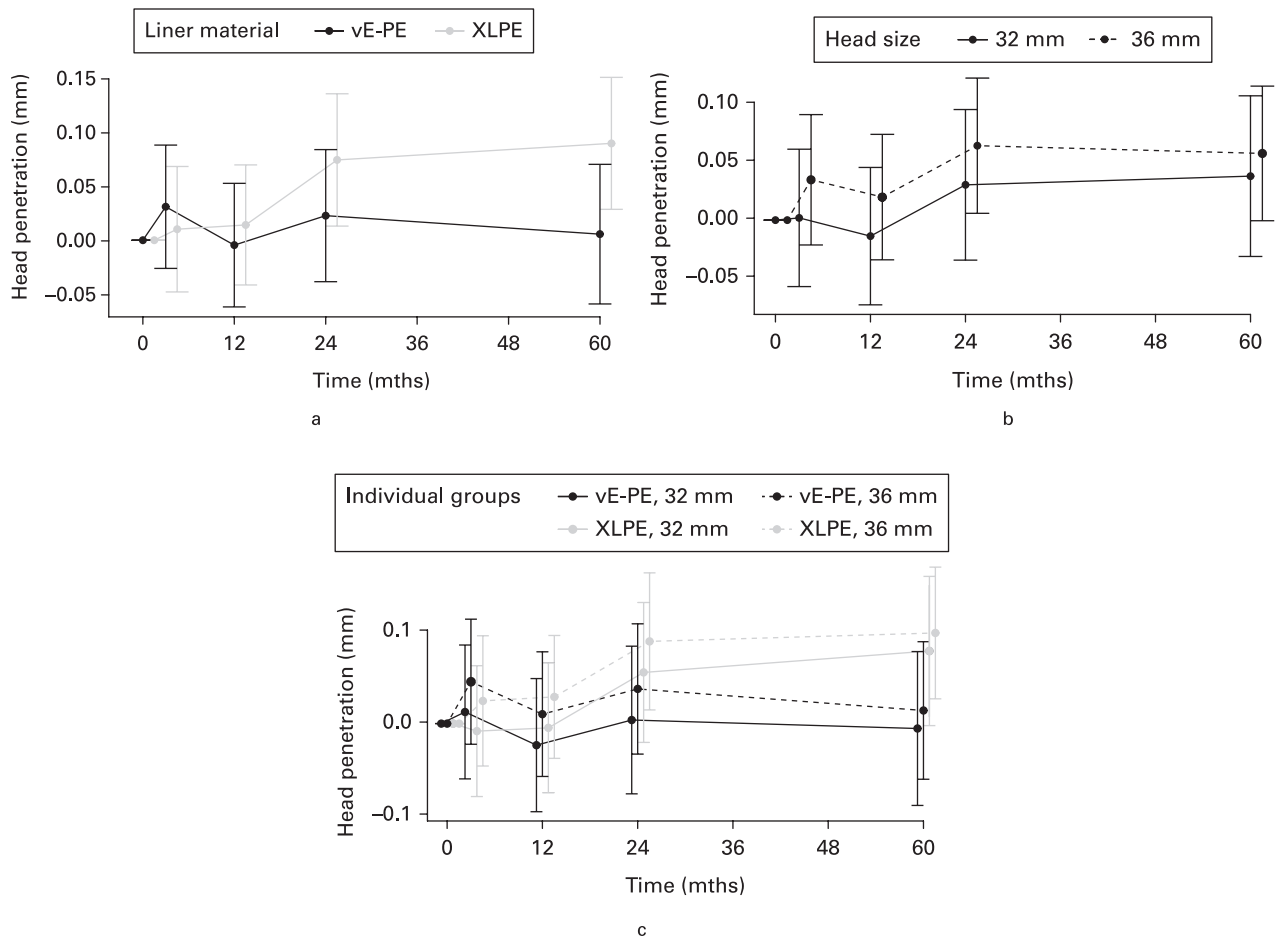 Liner material vE-PE XLPE
Head penetration (mm)
0.15
0.10
0.05
0.00
–0.05
0 12 24 36 48 60
Time (mths)
a
Head size 32 mm 36 mm
Head penetration (mm)
0.10
0.05
0.00
–0.05
0 12 24 36 48 60
Time (mths)
b
Individual groups vE-PE, 32 mm vE-PE, 36 mm
XLPE, 32 mm XLPE, 36 mm
Head penetration (mm)
0.1
0.0
–0.1
0 12 24 36 48 60
Time (mths)
c